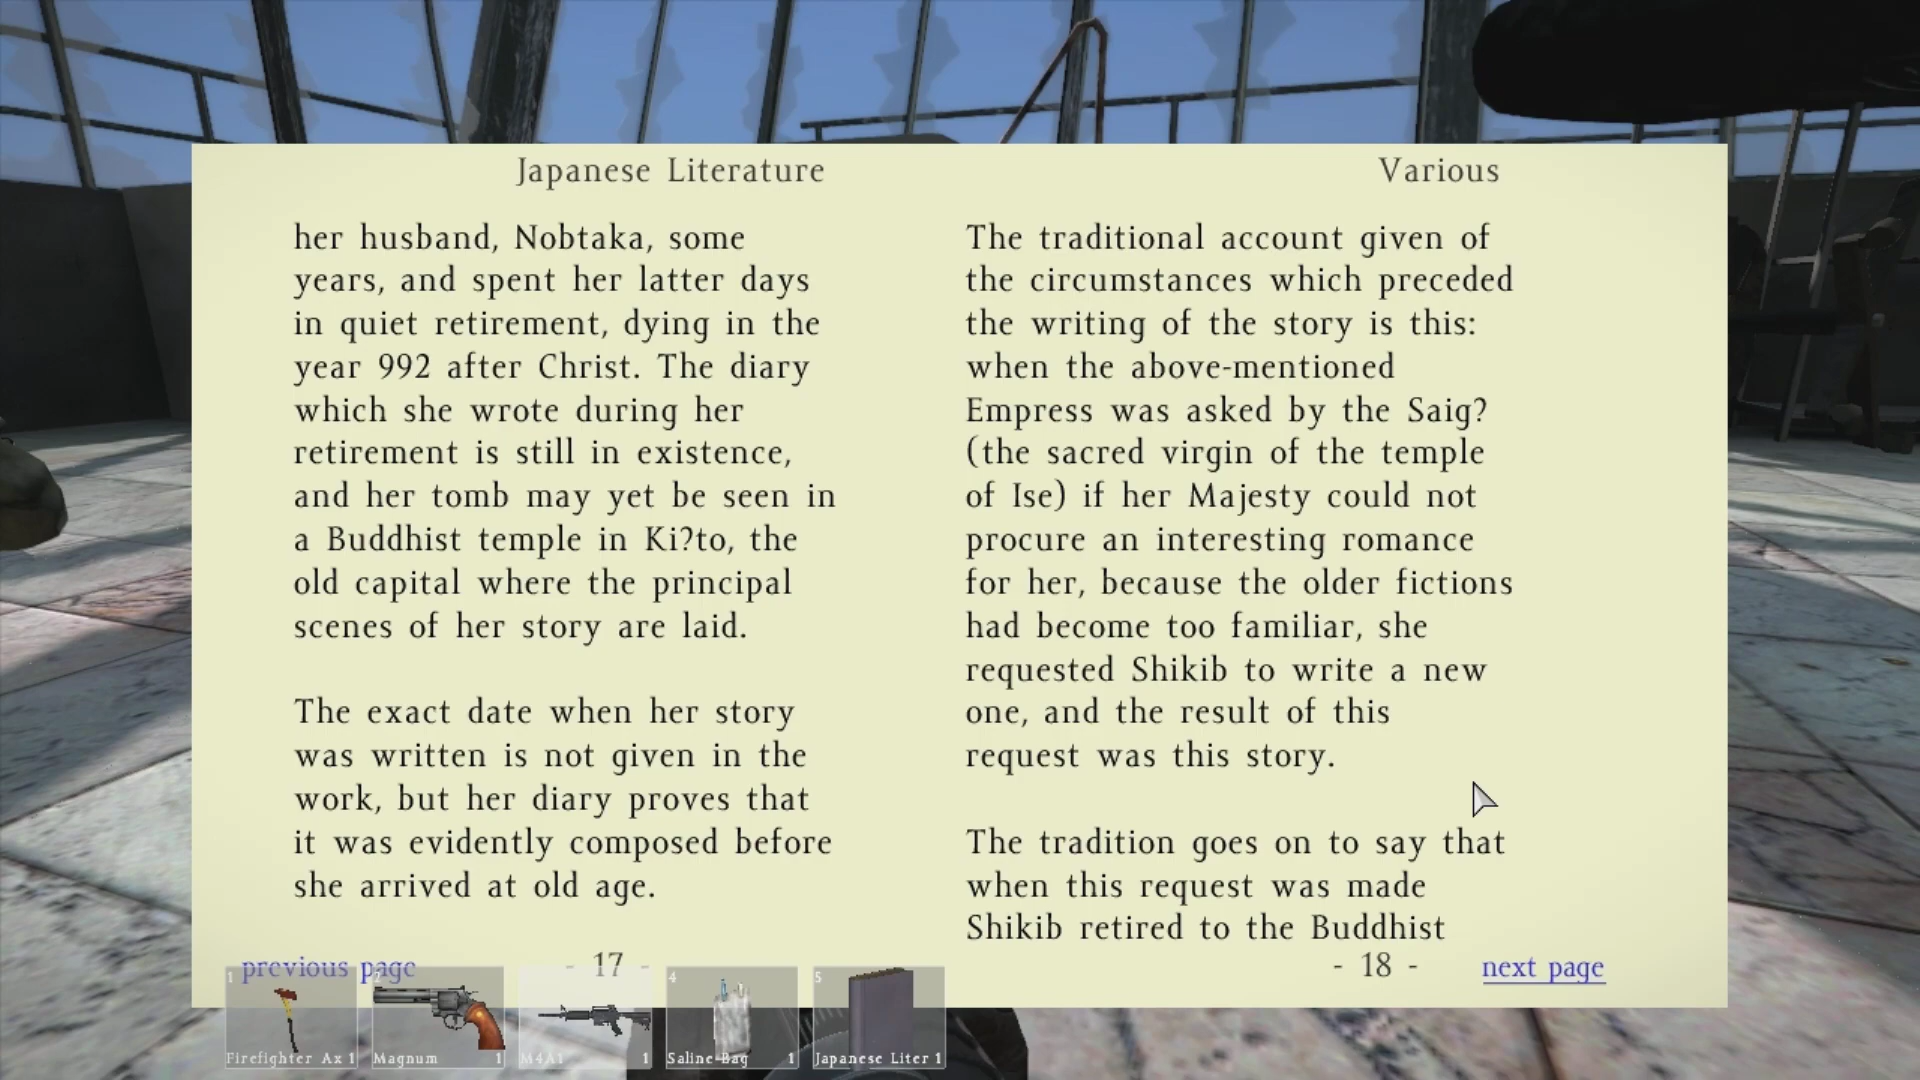 Japanese Literature
her husband, Nobtaka, some
years, and spent her latter days
in quiet retirement, dying in the
year 992 after Christ. The diary
which she wrote during her
retirement is still in existence,
and her tomb may yet be seen in
a Buddhist temple in Ki?to, the
old capital where the principal
scenes of her story are laid.
The exact date when her story
was written is not given in the
work, but her diary proves that
it was evidently composed before
she arrived at old age.
previous page
- 17 -
Various
The traditional account given of
the circumstances which preceded
the writing of the story is this:
when the above-mentioned
Empress was asked by the Saig?
(the sacred virgin of the temple
of Ise) if her Majesty could not
procure an interesting romance
for her, because the older fictions
had become too familiar, she
requested Shikib to write a new
one, and the result of this
request was this story.
The tradition goes on to say that
when this request was made
Shikib retired to the Buddhist
- 18 -
next page
1
Firefighter Ax 1
Magnum 1
M4A1 1
4
Saline Bag 1
5
Japanese Liter 1